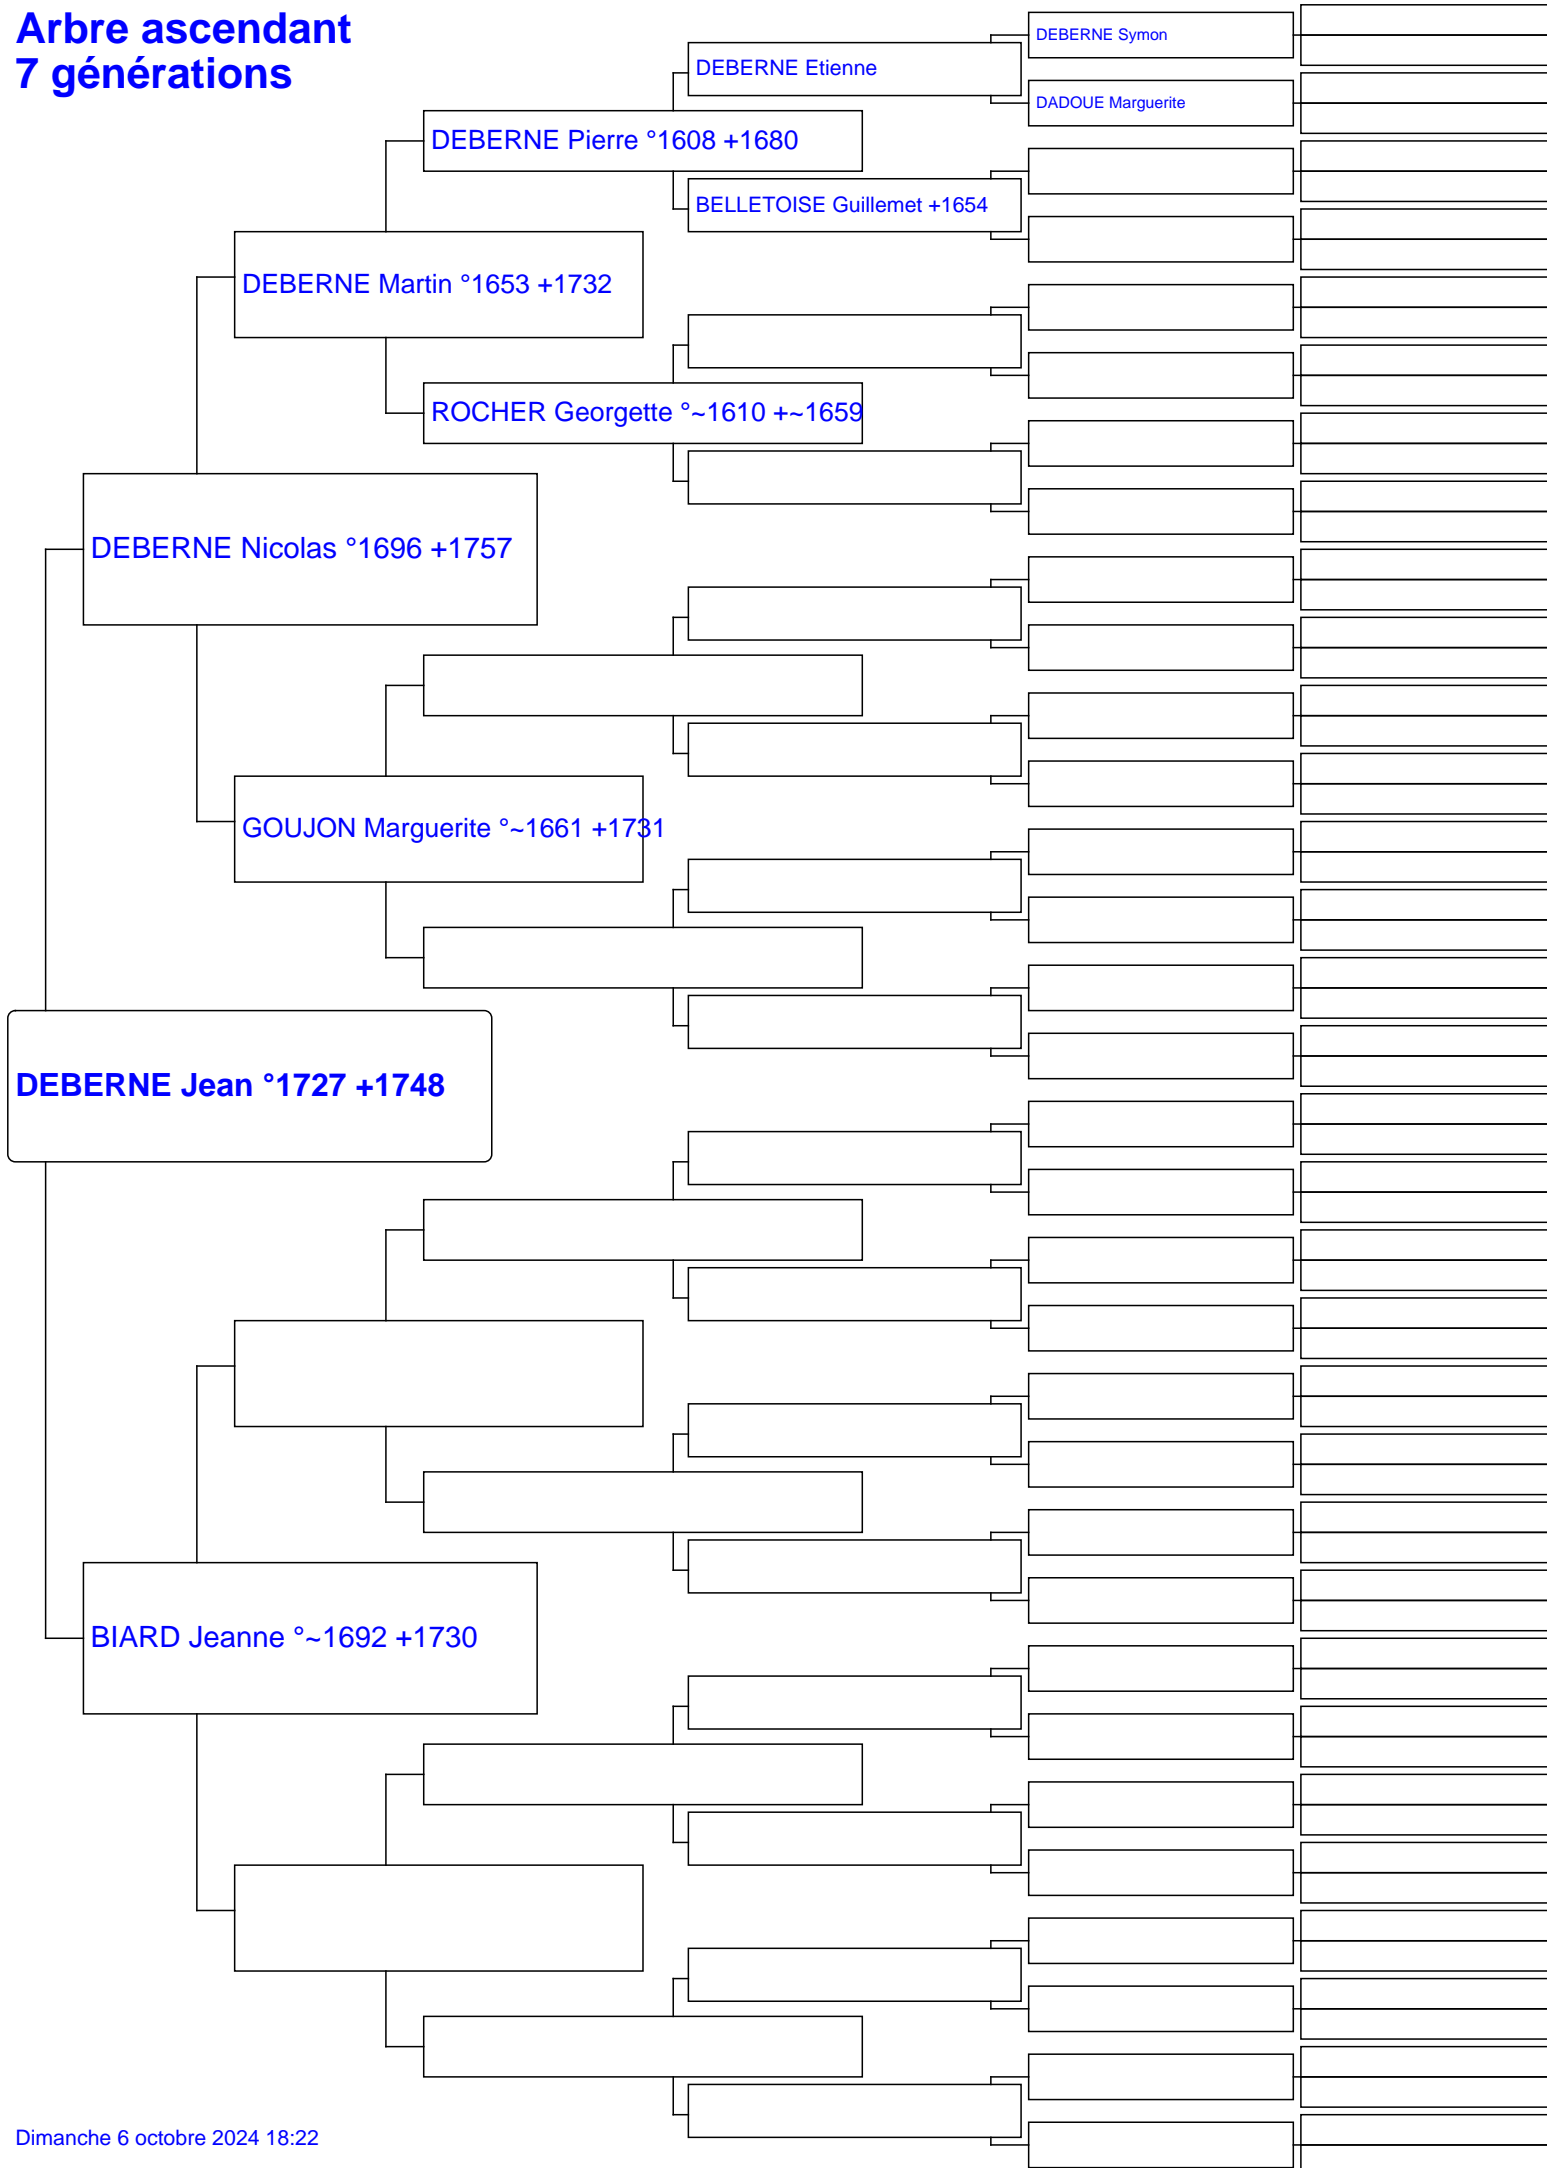 Arbre ascendant
7 générations
DEBERNE Symon
DEBERNE Etienne
DADOUE Marguerite
DEBERNE Pierre °1608 +1680
BELLETOISE Guillemet +1654
DEBERNE Martin °1653 +1732
ROCHER Georgette °~1610 +~1659
DEBERNE Nicolas °1696 +1757
GOUJON Marguerite °~1661 +1731
DEBERNE Jean °1727 +1748
BIARD Jeanne °~1692 +1730
Dimanche 6 octobre 2024 18:22